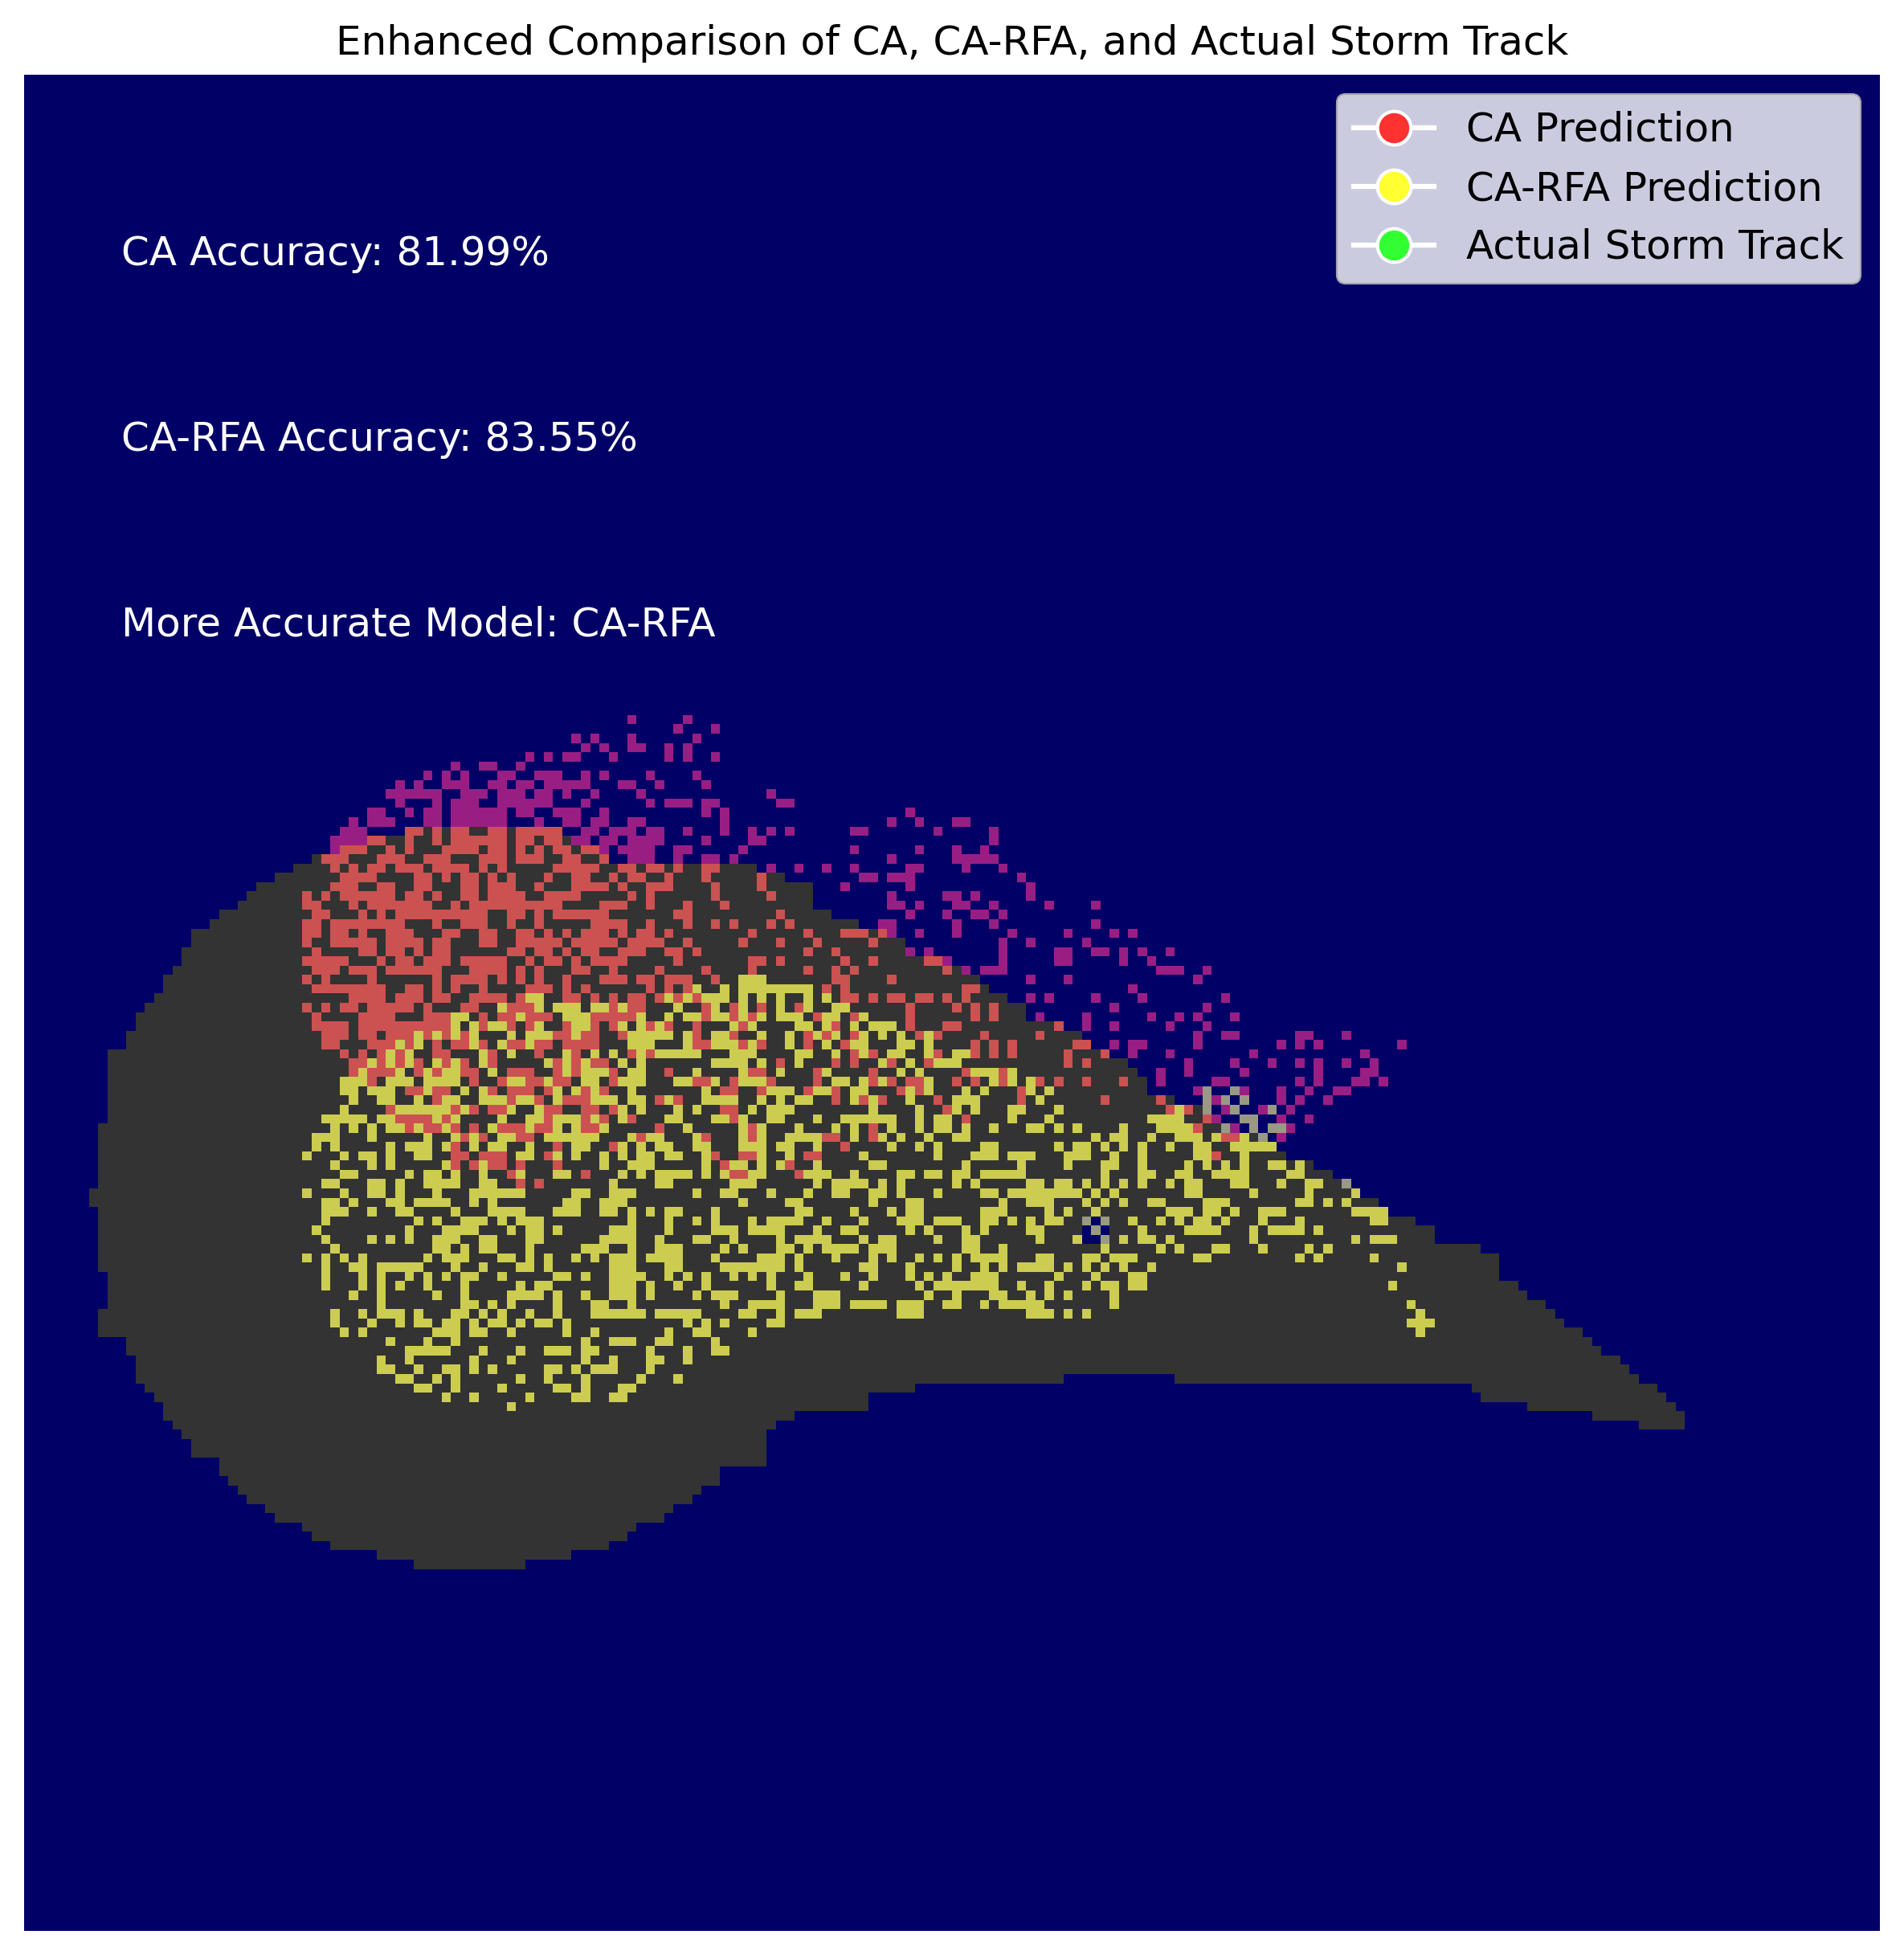 Enhanced Comparison of CA, CA-RFA, and Actual Storm Track
CA Prediction
CA-RFA Prediction
Actual Storm Track
CA Accuracy: 81.99%
CA-RFA Accuracy: 83.55%
More Accurate Model: CA-RFA